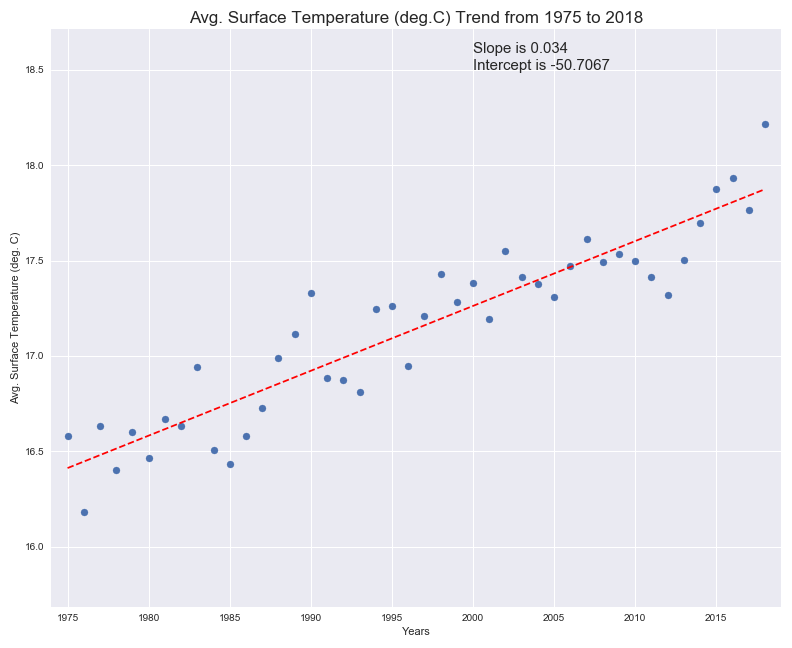 Avg. Surface Temperature (deg.C) Trend from 1975 to 2018
Slope is 0.034
Intercept is -50.7067
18.5
18.0
17.5
17.0
16.5
16.0
Avg. Surface Temperature (deg. C)
1975 1980 1985 1990 1995 2000 2005 2010 2015
Years